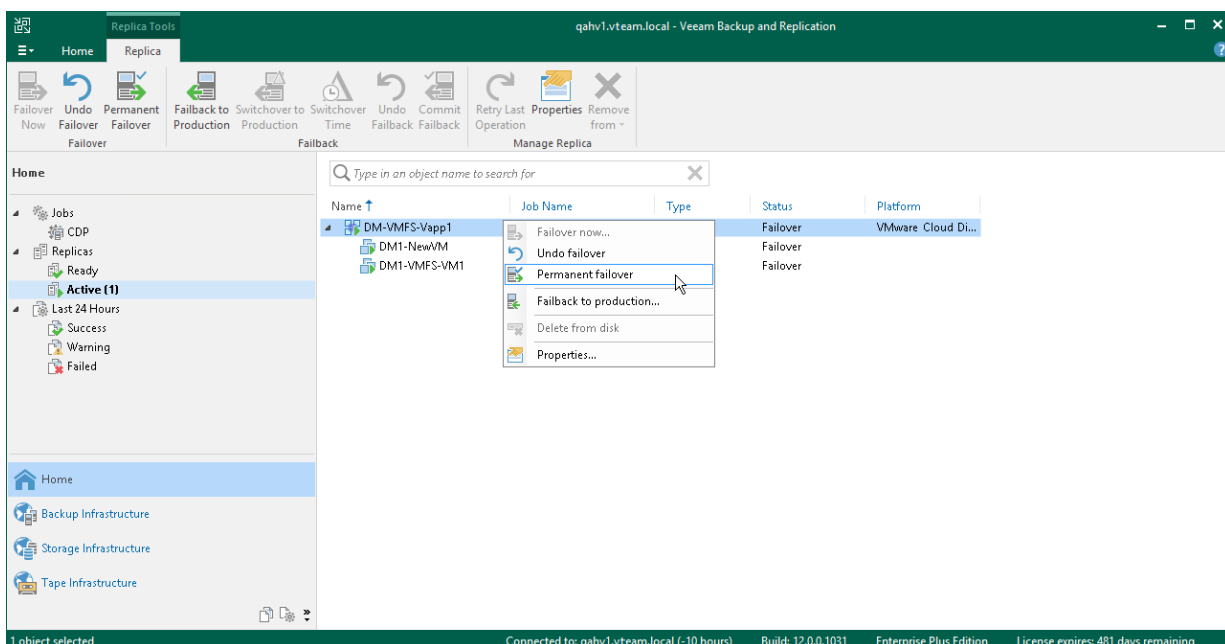 Replica Tools
qahv1.vteam.local - Veeam Backup and Replication
Home Replica
Failover Now
Undo Failover
Permanent Failover
Failback to Production
Switchover to Production
Switchover Time
Undo Failback
Commit Failback
Retry Last Operation
Properties
Remove from
Failover
Failback
Manage Replica
Home
Jobs
CDP
Replicas
Ready
Active (1)
Last 24 Hours
Success
Warning
Failed
Home
Backup Infrastructure
Storage Infrastructure
Tape Infrastructure
Type in an object name to search for
Name Job Name Type Status Platform
DM-VMFS-Vapp1 Failover VMware Cloud Di...
DM1-NewVM Failover
DM1-VMFS-VM1 Failover
Failover now...
Undo failover
Permanent failover
Failback to production...
Delete from disk
Properties...
1 object selected
Connected to: qahv1.vteam.local (-10 hours)
Build: 12.0.0.1031
Enterprise Plus Edition
License expires: 481 days remaining